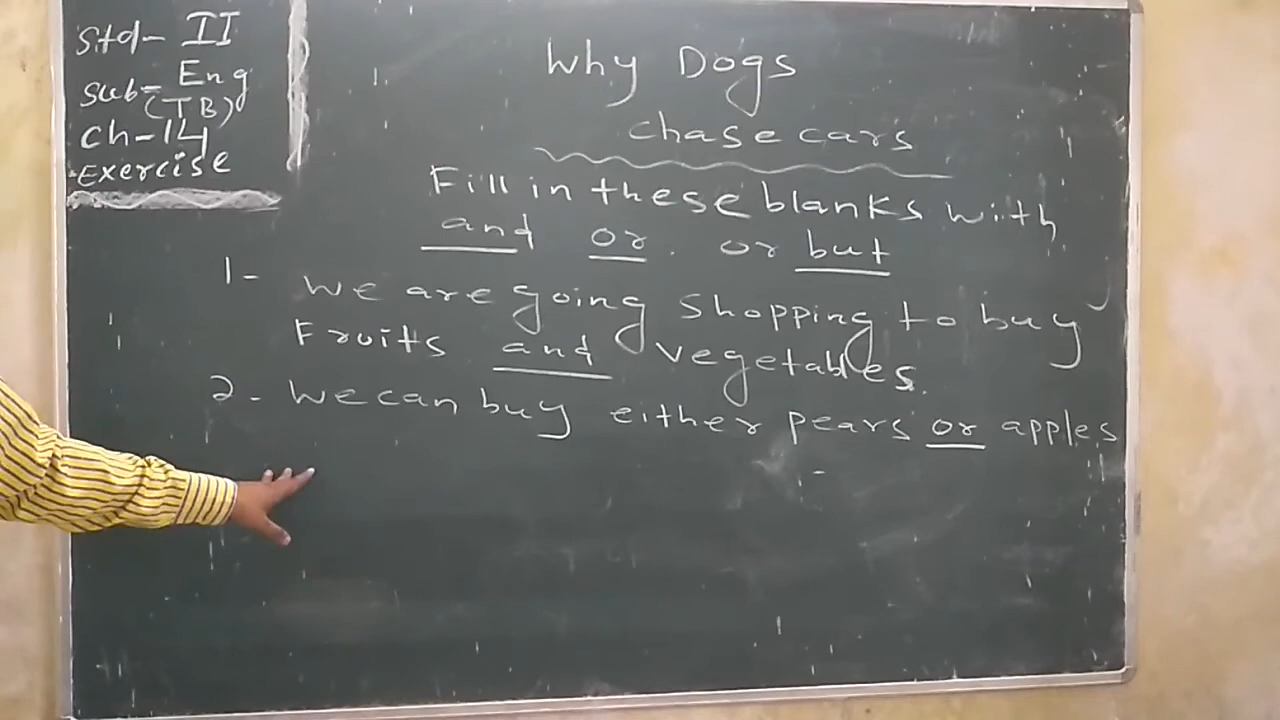 Std- II
Sub- Eng
(TB)
Ch-14
Exercise
Why Dogs
chase cars
Fill in these blanks with
and or. or but
1- We are going shopping to buy
Fruits and vegetables.
2- We can buy either pears or apples